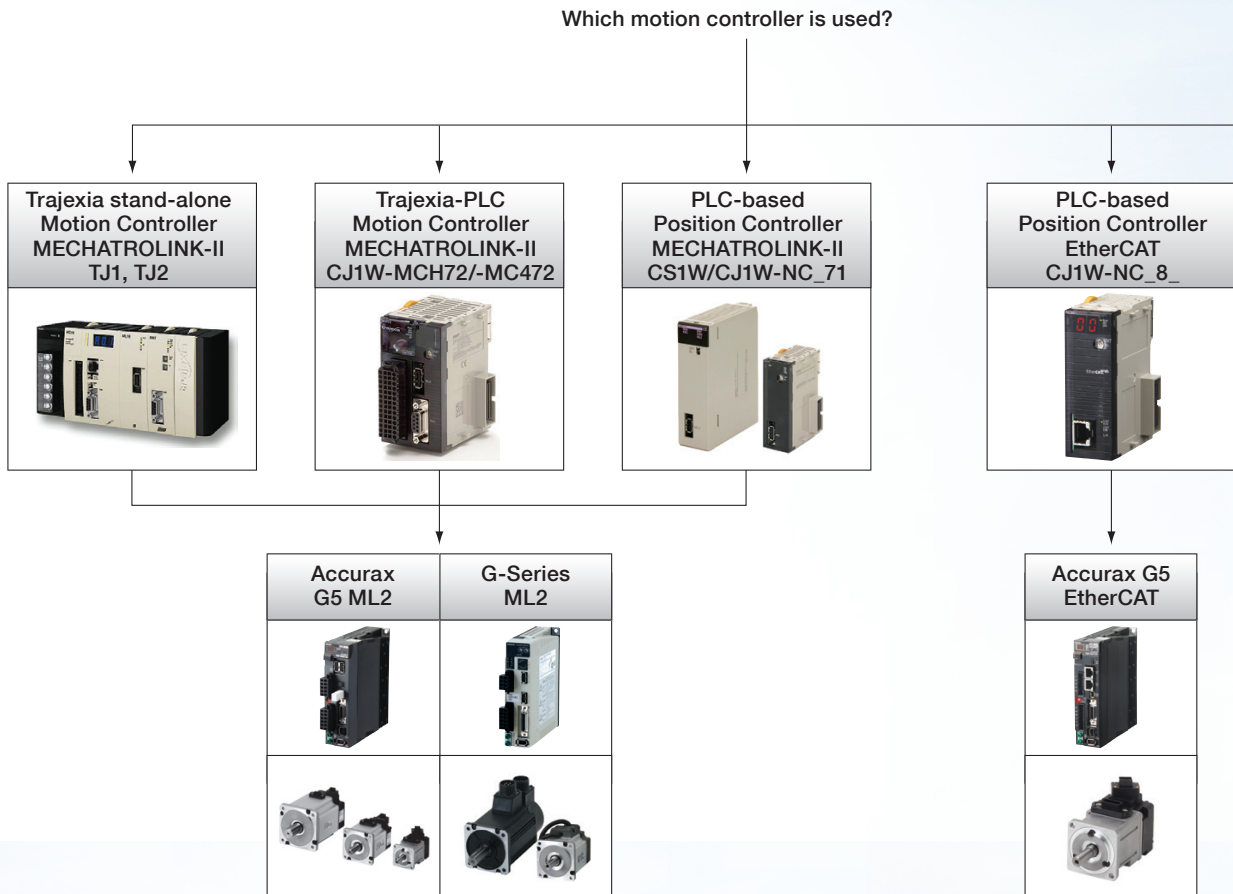 Which motion controller is used?
Trajexia stand-alone
Motion Controller
MECHATROLINK-II
TJ1, TJ2
Trajexia-PLC
Motion Controller
MECHATROLINK-II
CJ1W-MCH72/-MC472
PLC-based
Position Controller
MECHATROLINK-II
CS1W/CJ1W-NC_71
PLC-based
Position Controller
EtherCAT
CJ1W-NC_8_
Accurax
G5 ML2
G-Series
ML2
Accurax G5
EtherCAT